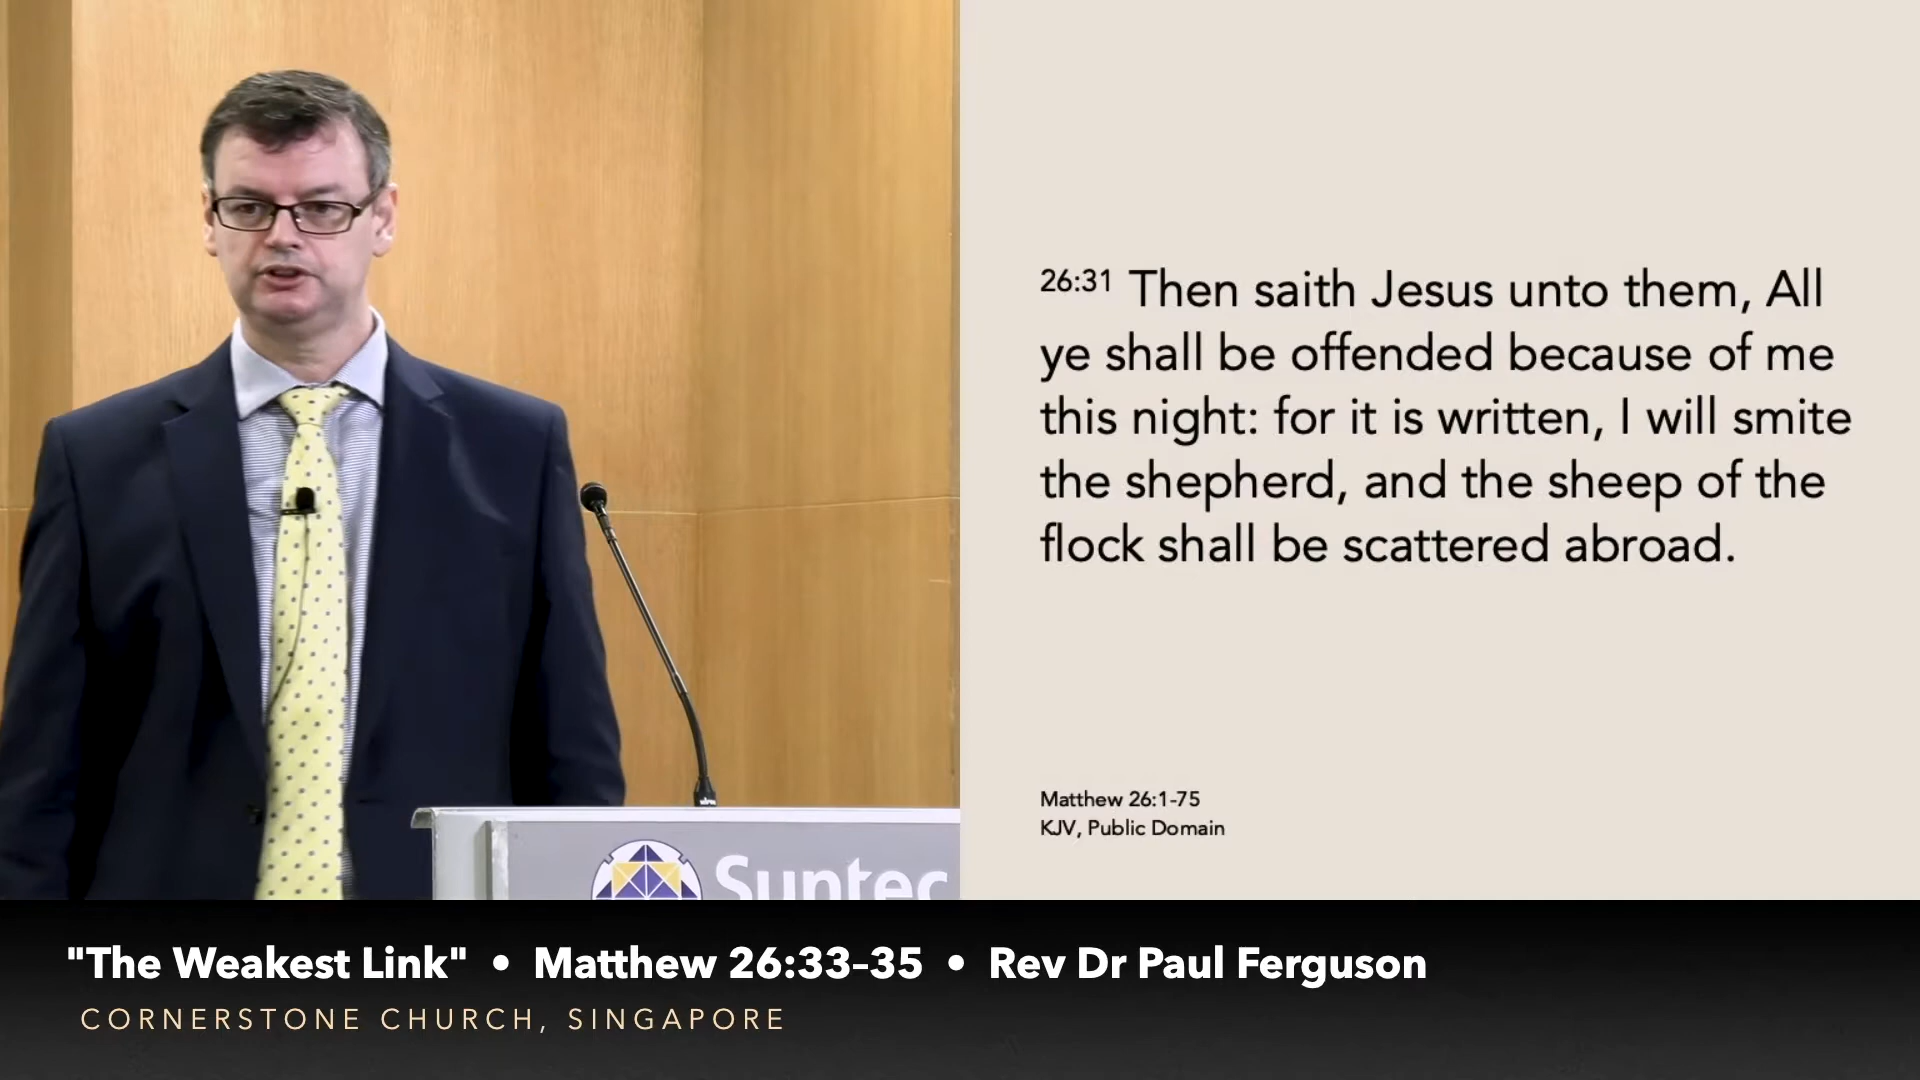 26:31 Then saith Jesus unto them, All
ye shall be offended because of me
this night: for it is written, I will smite
the shepherd, and the sheep of the
flock shall be scattered abroad.
Matthew 26:1-75
KJV, Public Domain
Suntec
"The Weakest Link" • Matthew 26:33–35 • Rev Dr Paul Ferguson
CORNERSTONE CHURCH, SINGAPORE